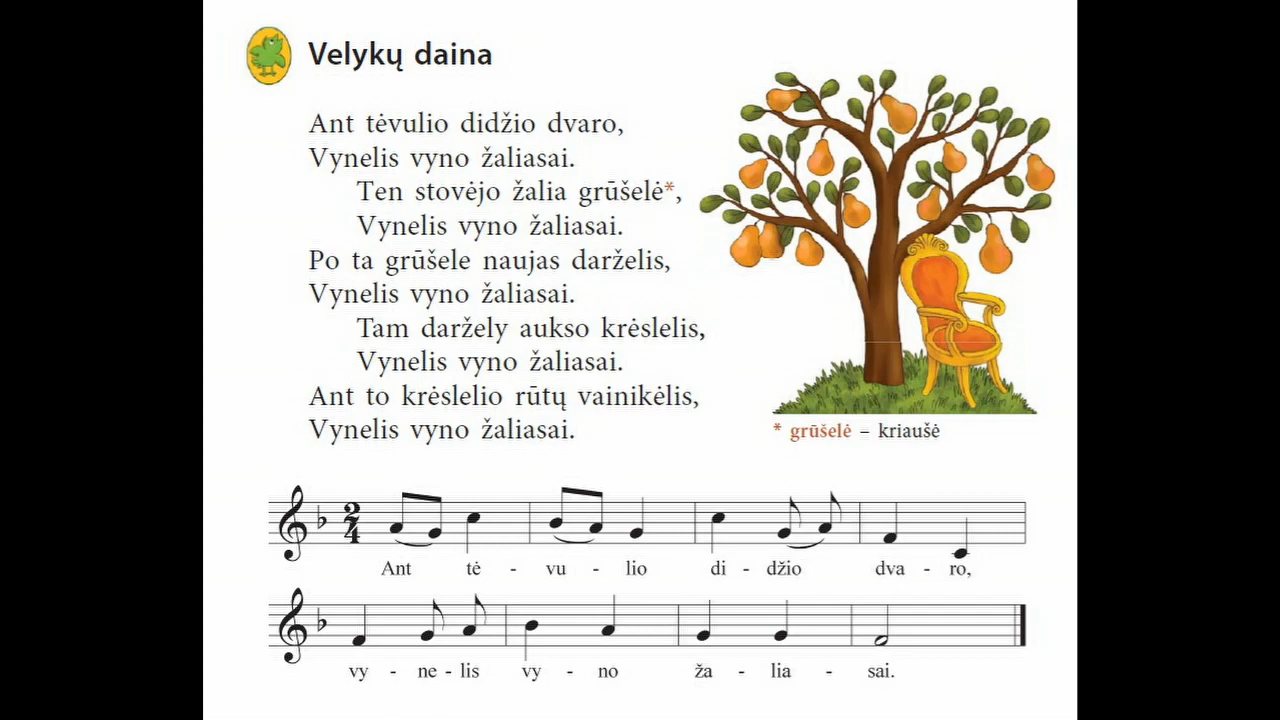 Velykų daina
Ant tėvulio didžio dvaro,
Vynelis vyno žaliasai.
Ten stovėjo žalia grūšelė*,
Vynelis vyno žaliasai.
Po ta grūšele naujas darželis,
Vynelis vyno žaliasai.
Tam daržely aukso krėslelis,
Vynelis vyno žaliasai.
Ant to krėslelio rūtų vainikėlis,
Vynelis vyno žaliasai.
* grūšelė – kriaušė
2
4
Ant tė - vu - lio di - džio dva - ro,
vy - ne - lis vy - no ža - lia - sai.